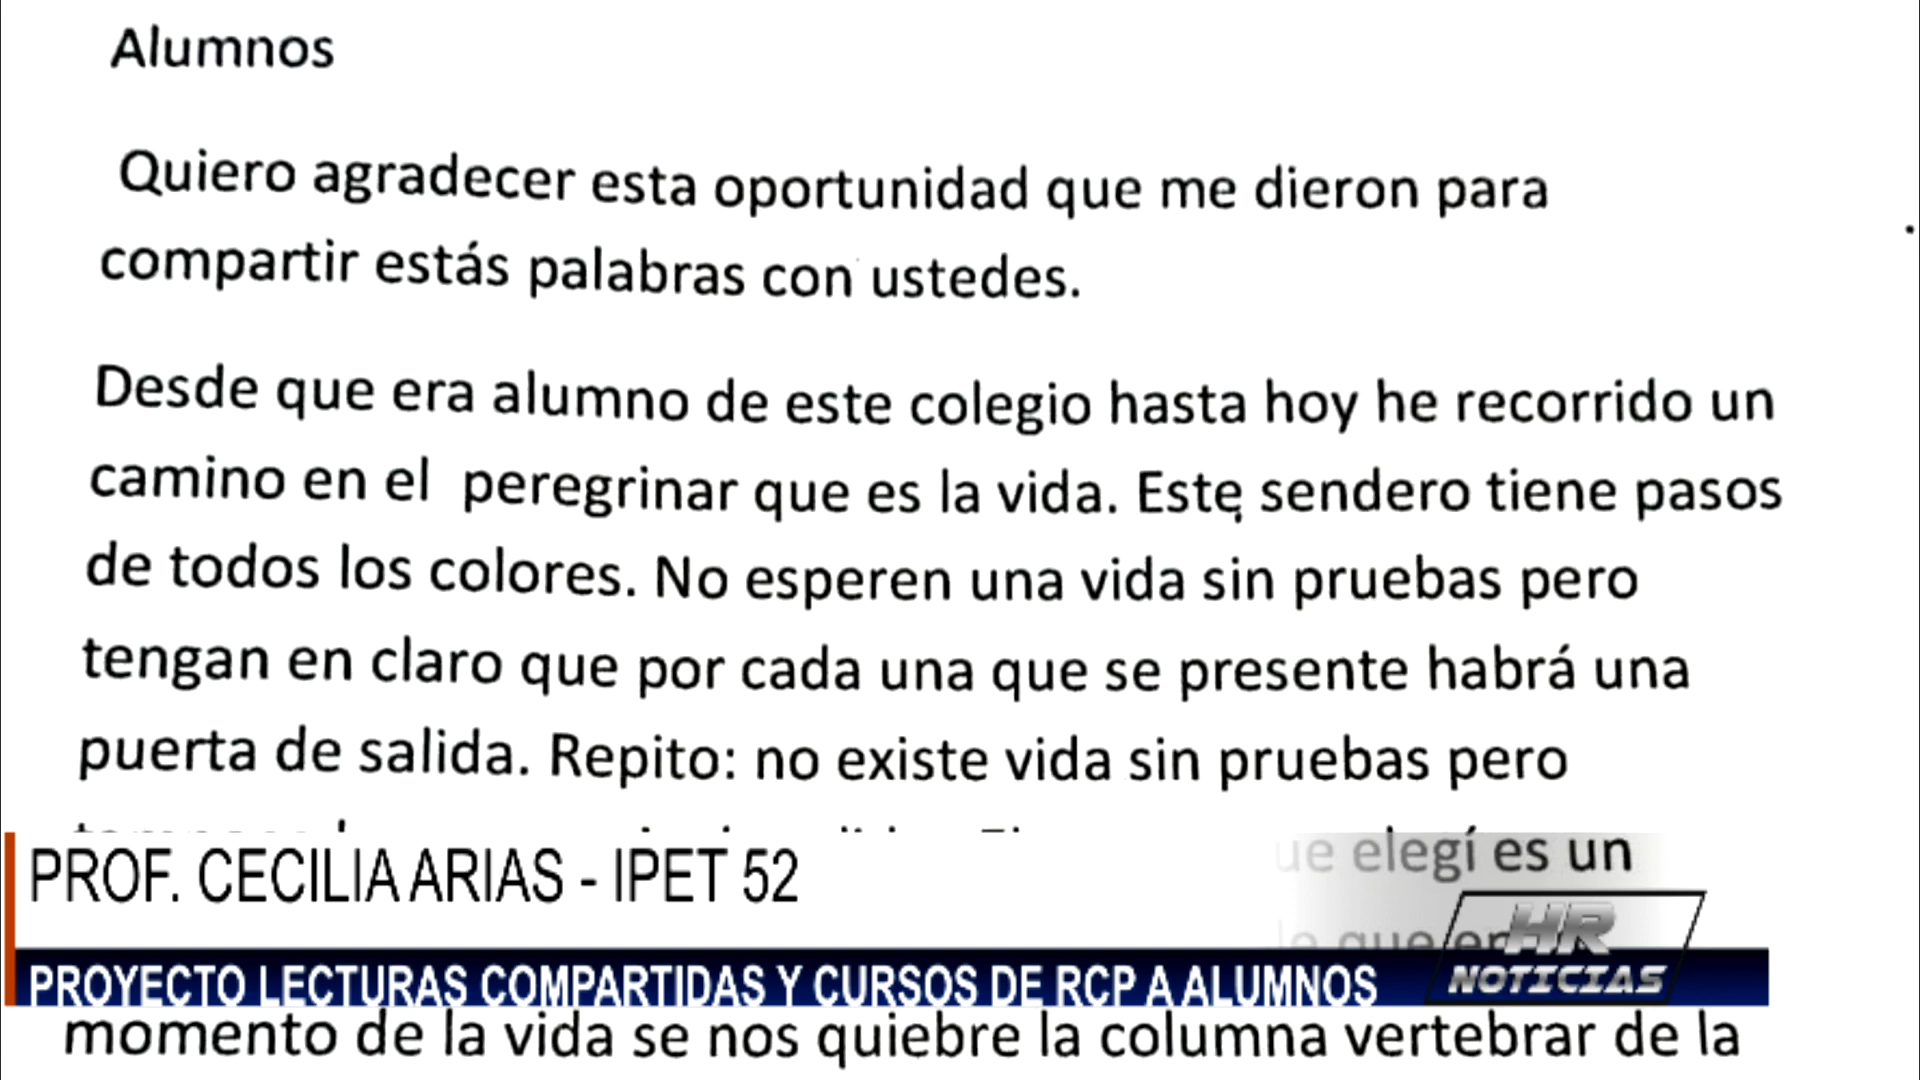 Alumnos
Quiero agradecer esta oportunidad que me dieron para
compartir estás palabras con ustedes.
Desde que era alumno de este colegio hasta hoy he recorrido un
camino en el peregrinar que es la vida. Este sendero tiene pasos
de todos los colores. No esperen una vida sin pruebas pero
tengan en claro que por cada una que se presente habrá una
puerta de salida. Repito: no existe vida sin pruebas pero
elegí es un
PROF. CECILIA ARIAS - IPET 52
que
HR
NOTICIAS
PROYECTO LECTURAS COMPARTIDAS Y CURSOS DE RCP A ALUMNOS
momento de la vida se nos quiebre la columna vertebrar de la